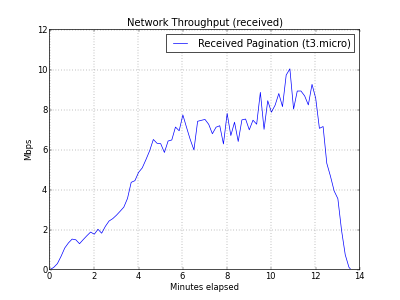 Network Throughput (received)
Received Pagination (t3.micro)
12
10
8
6
4
2
0
Mbps
0 2 4 6 8 10 12 14
Minutes elapsed